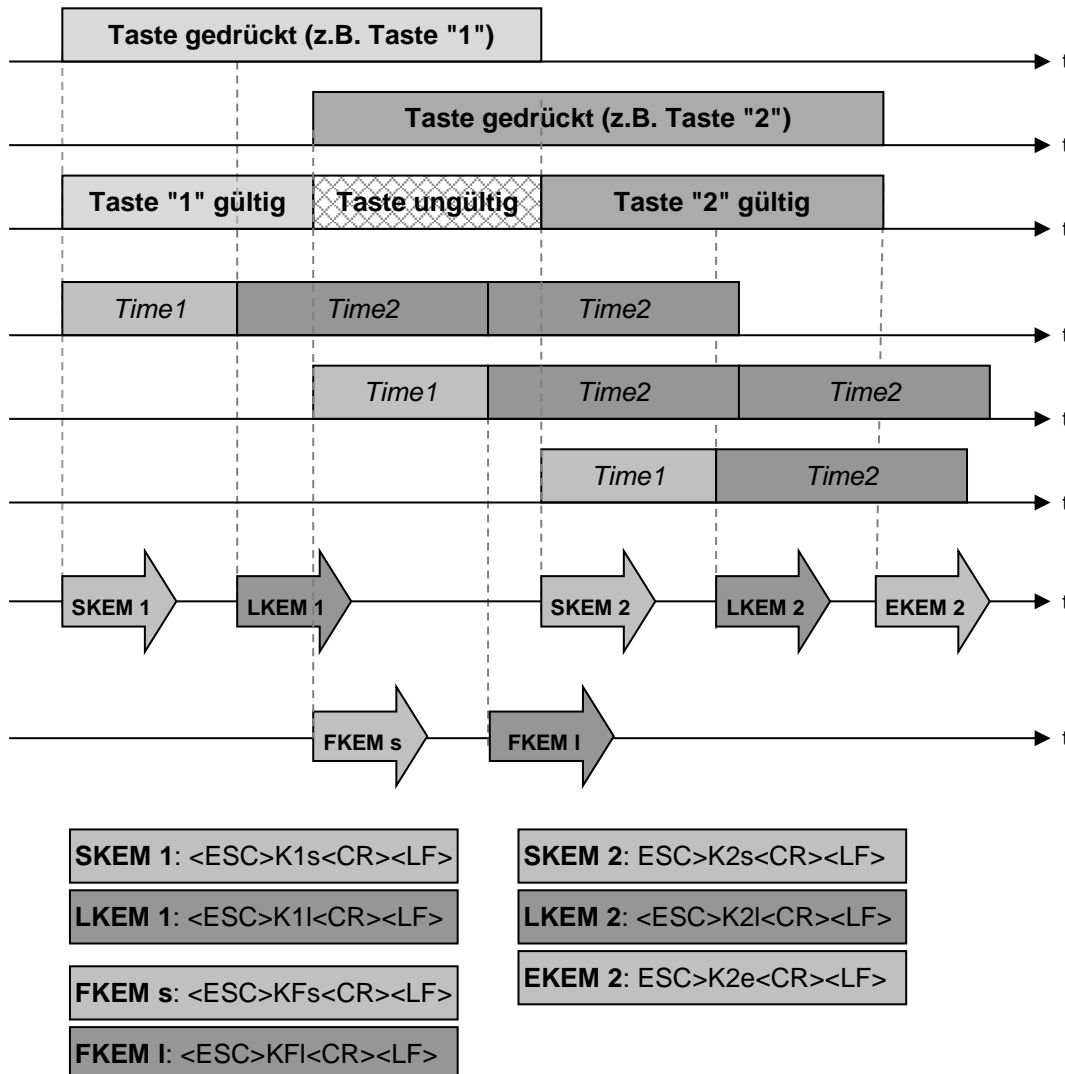 Taste gedrückt (z.B. Taste "1")
t
Taste gedrückt (z.B. Taste "2")
t
Taste "1" gültig Taste ungültig Taste "2" gültig
t
Time1 Time2 Time2
t
Time1 Time2 Time2
t
Time1 Time2
t
SKEM 1 LKEM 1 SKEM 2 LKEM 2 EKEM 2
t
FKEM s FKEM l
t
SKEM 1: <ESC>K1s<CR><LF>
LKEM 1: <ESC>K1l<CR><LF>
FKEM s: <ESC>KFs<CR><LF>
FKEM l: <ESC>KFl<CR><LF>
SKEM 2: ESC>K2s<CR><LF>
LKEM 2: <ESC>K2l<CR><LF>
EKEM 2: ESC>K2e<CR><LF>